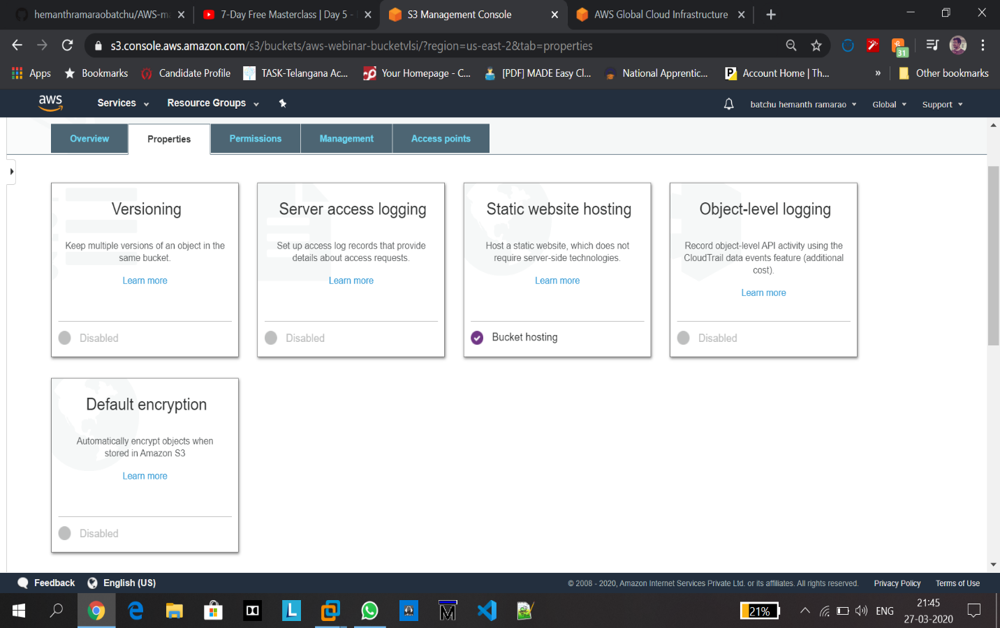 hemanthramaraobatchu/AWS-ma
7-Day Free Masterclass | Day 5 -
S3 Management Console
AWS Global Cloud Infrastructure
s3.console.aws.amazon.com/s3/buckets/aws-webinar-bucketvlsi/?region=us-east-2&tab=properties
31
Apps
Bookmarks
Candidate Profile
TASK-Telangana Ac...
Your Homepage - C...
[PDF] MADE Easy Cl...
National Apprentic...
Account Home | Th...
»
Other bookmarks
aws
Services
Resource Groups
batchu hemanth ramarao
Global
Support
Overview
Properties
Permissions
Management
Access points
Versioning
Keep multiple versions of an object in the
same bucket.
Learn more
Disabled
Server access logging
Set up access log records that provide
details about access requests.
Learn more
Disabled
Static website hosting
Host a static website, which does not
require server-side technologies.
Learn more
Bucket hosting
Object-level logging
Record object-level API activity using the
CloudTrail data events feature (additional
cost).
Learn more
Disabled
Default encryption
Automatically encrypt objects when
stored in Amazon S3
Learn more
Disabled
Feedback
English (US)
© 2008 - 2020, Amazon Internet Services Private Ltd. or its affiliates. All rights reserved.
Privacy Policy
Terms of Use
21%
ENG
21:45
27-03-2020